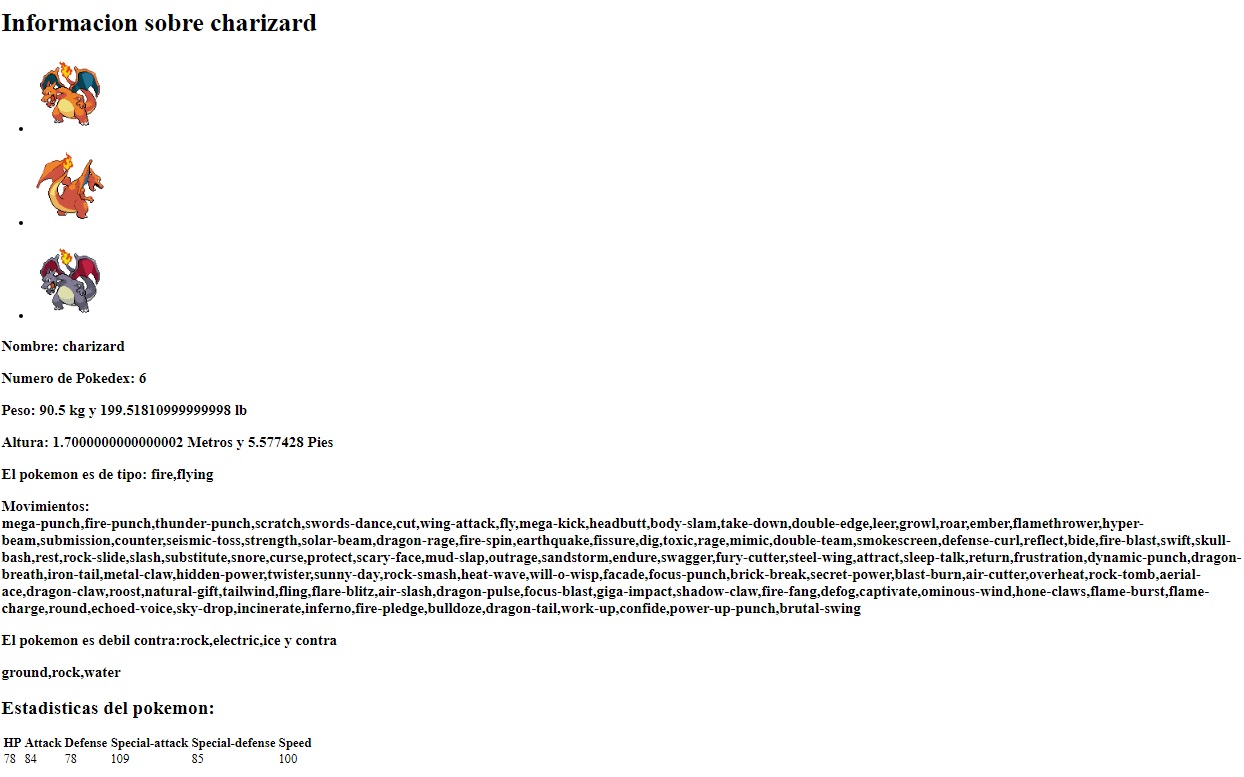 Informacion sobre charizard
Nombre: charizard
Numero de Pokedex: 6
Peso: 90.5 kg y 199.51810999999998 lb
Altura: 1.7000000000000002 Metros y 5.577428 Pies
El pokemon es de tipo: fire,flying
Movimientos:
mega-punch,fire-punch,thunder-punch,scratch,swords-dance,cut,wing-attack,fly,mega-kick,headbutt,body-slam,take-down,double-edge,leer,growl,roar,ember,flamethrower,hyper-
beam,submission,counter,seismic-toss,strength,solar-beam,dragon-rage,fire-spin,earthquake,fissure,dig,toxic,rage,mimic,double-team,smokescreen,defense-curl,reflect,bide,fire-blast,swift,skull-
bash,rest,rock-slide,slash,substitute,snore,curse,protect,scary-face,mud-slap,outrage,sandstorm,endure,swagger,fury-cutter,steel-wing,attract,sleep-talk,return,frustration,dynamic-punch,dragon-
breath,iron-tail,metal-claw,hidden-power,twister,sunny-day,rock-smash,heat-wave,will-o-wisp,facade,focus-punch,brick-break,secret-power,blast-burn,air-cutter,overheat,rock-tomb,aerial-
ace,dragon-claw,roost,natural-gift,tailwind,fling,flare-blitz,air-slash,dragon-pulse,focus-blast,giga-impact,shadow-claw,fire-fang,defog,captivate,ominous-wind,hone-claws,flame-burst,flame-
charge,round,echoed-voice,sky-drop,incinerate,inferno,fire-pledge,bulldoze,dragon-tail,work-up,confide,power-up-punch,brutal-swing
El pokemon es debil contra:rock,electric,ice y contra
ground,rock,water
Estadisticas del pokemon:
HP Attack Defense Special-attack Special-defense Speed
78 84 78 109 85 100